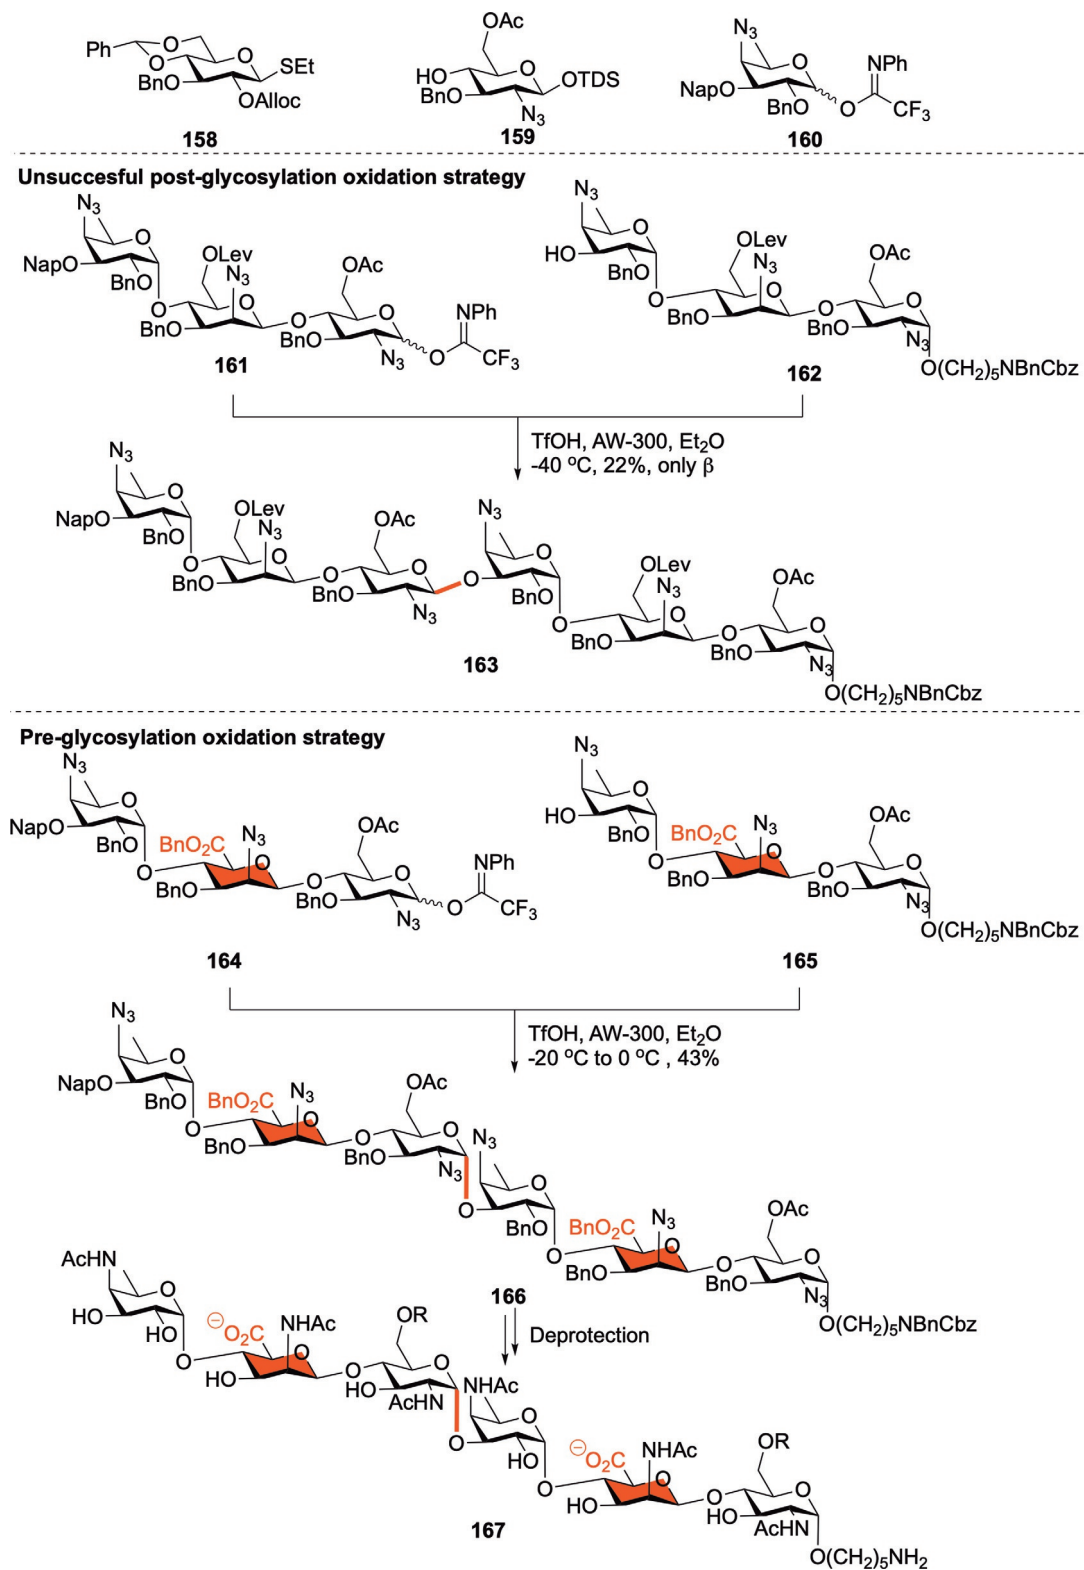 Ph O O O SEt
BnO OAlloc
158
OAc
HO O OTDS
BnO N3
159
N3
O NPh
NapO BnO O CF3
160
Unsuccesful post-glycosylation oxidation strategy
N3
O
NapO BnO OLev N3 OAc
O O O O NPh
BnO BnO N3 O CF3
161
N3
O
HO BnO OLev N3 OAc
O O O O
BnO BnO N3
O(CH2)5NBnCbz
162
TfOH, AW-300, Et2O
-40 °C, 22%, only β
N3
O
NapO BnO OLev N3 OAc N3
O O O O O O
BnO BnO N3 BnO OLev N3 OAc
O O O O
BnO BnO N3
O(CH2)5NBnCbz
163
Pre-glycosylation oxidation strategy
N3
O
NapO BnO BnO2C N3 OAc
O O O O NPh
BnO BnO N3 O CF3
164
N3
O
HO BnO BnO2C N3 OAc
O O O O
BnO BnO N3
O(CH2)5NBnCbz
165
TfOH, AW-300, Et2O
-20 °C to 0 °C , 43%
N3
O
NapO BnO BnO2C N3 OAc
O O O O
BnO BnO N3 N3
O O
BnO BnO2C N3 OAc
O O O O
BnO BnO N3
O(CH2)5NBnCbz
166
Deprotection
AcHN
O
HO HO ⊖O2C NHAc OR
O O O O
HO HO AcHN NHAc
O O
HO ⊖O2C NHAc OR
O O O O
HO HO AcHN
O(CH2)5NH2
167